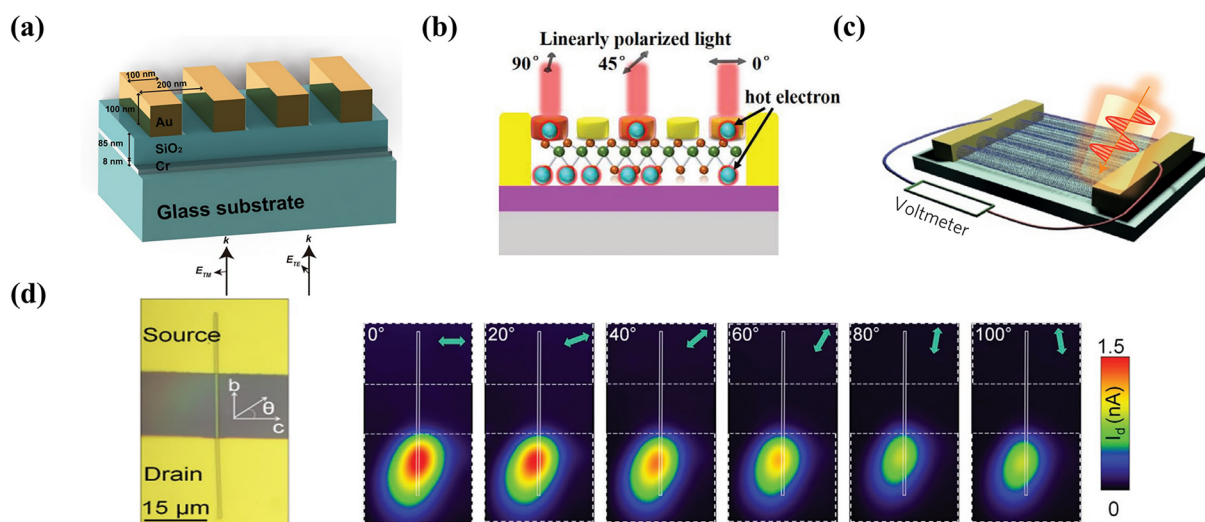 (a)
100 nm
200 nm
100 nm
Au
85 nm
SiO₂
8 nm
Cr
Glass substrate
k
k
E_TM
E_TE
(b)
Linearly polarized light
90°
45°
0°
hot electron
(c)
Voltmeter
(d)
Source
b
θ
c
Drain
15 μm
0°
20°
40°
60°
80°
100°
1.5
I_d (nA)
0